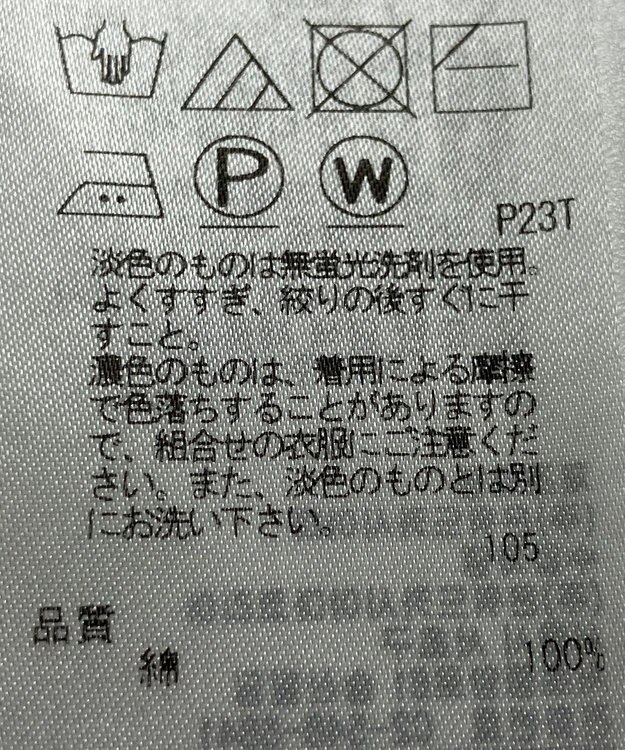 P W
P23T
淡色のものは無蛍光洗剤を使用。
よくすすぎ、絞りの後すぐに干
すこと。
濃色のものは、着用による摩擦
で色落ちすることがありますの
で、組合せの衣服にご注意くだ
さい。また、淡色のものとは別
にお洗い下さい。
105
品質
綿 100%